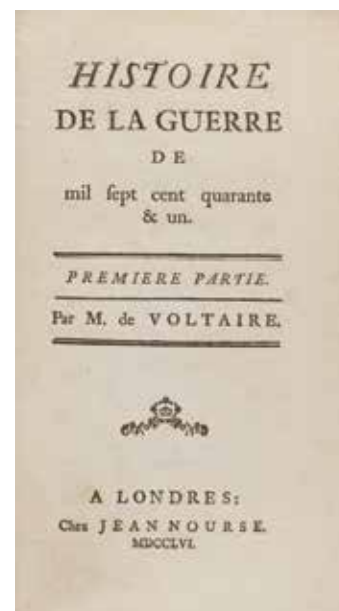 HISTOIRE
DE LA GUERRE
DE
mil ſept cent quarante
& un.
PREMIERE PARTIE.
Par M. de VOLTAIRE.
A LONDRES:
Chez JEAN NOURSE.
MDCCLVI.